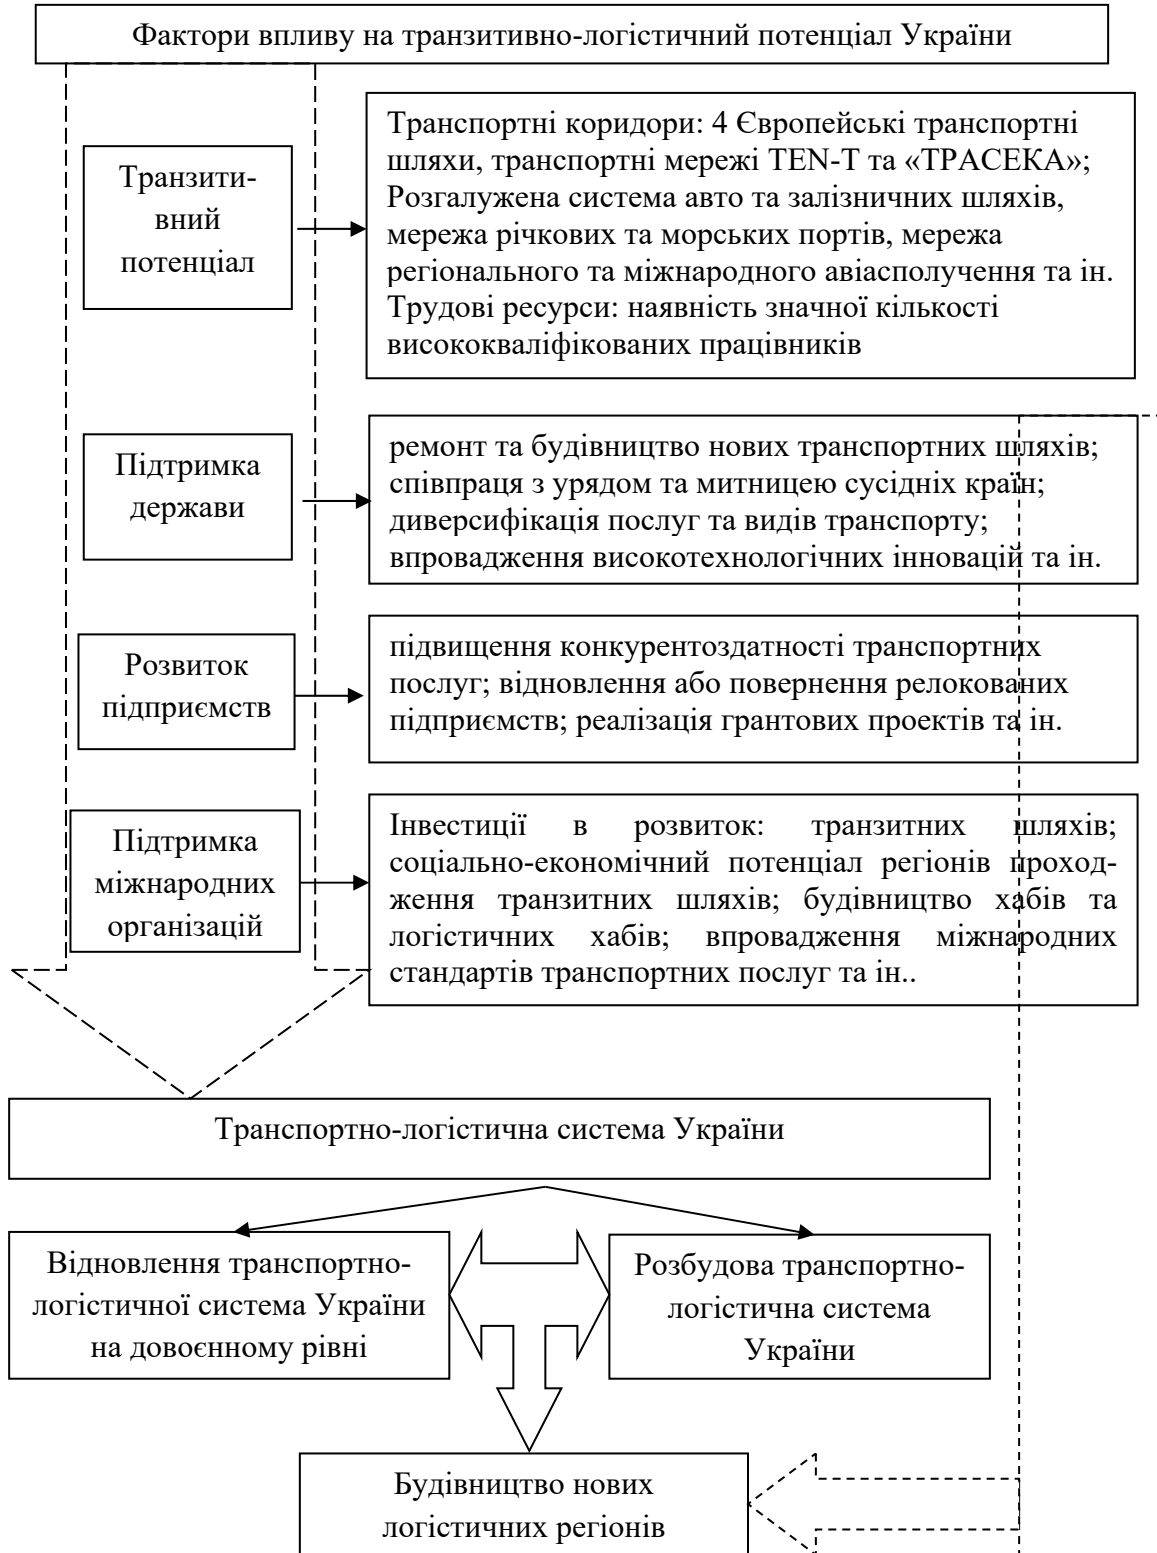 Фактори впливу на транзитивно-логістичний потенціал України
Транзити-
вний
потенціал
Транспортні коридори: 4 Європейські транспортні
шляхи, транспортні мережі TEN-T та «ТРАСЕКА»;
Розгалужена система авто та залізничних шляхів,
мережа річкових та морських портів, мережа
регіонального та міжнародного авіасполучення та ін.
Трудові ресурси: наявність значної кількості
висококваліфікованих працівників
Підтримка
держави
ремонт та будівництво нових транспортних шляхів;
співпраця з урядом та митницею сусідніх країн;
диверсифікація послуг та видів транспорту;
впровадження високотехнологічних інновацій та ін.
Розвиток
підприємств
підвищення конкурентоздатності транспортних
послуг; відновлення або повернення релокованих
підприємств; реалізація грантових проектів та ін.
Підтримка
міжнародних
організацій
Інвестиції в розвиток: транзитних шляхів;
соціально-економічний потенціал регіонів проход-
ження транзитних шляхів; будівництво хабів та
логістичних хабів; впровадження міжнародних
стандартів транспортних послуг та ін..
Транспортно-логістична система України
Відновлення транспортно-
логістичної система України
на довоєнному рівні
Розбудова транспортно-
логістична система
України
Будівництво нових
логістичних регіонів